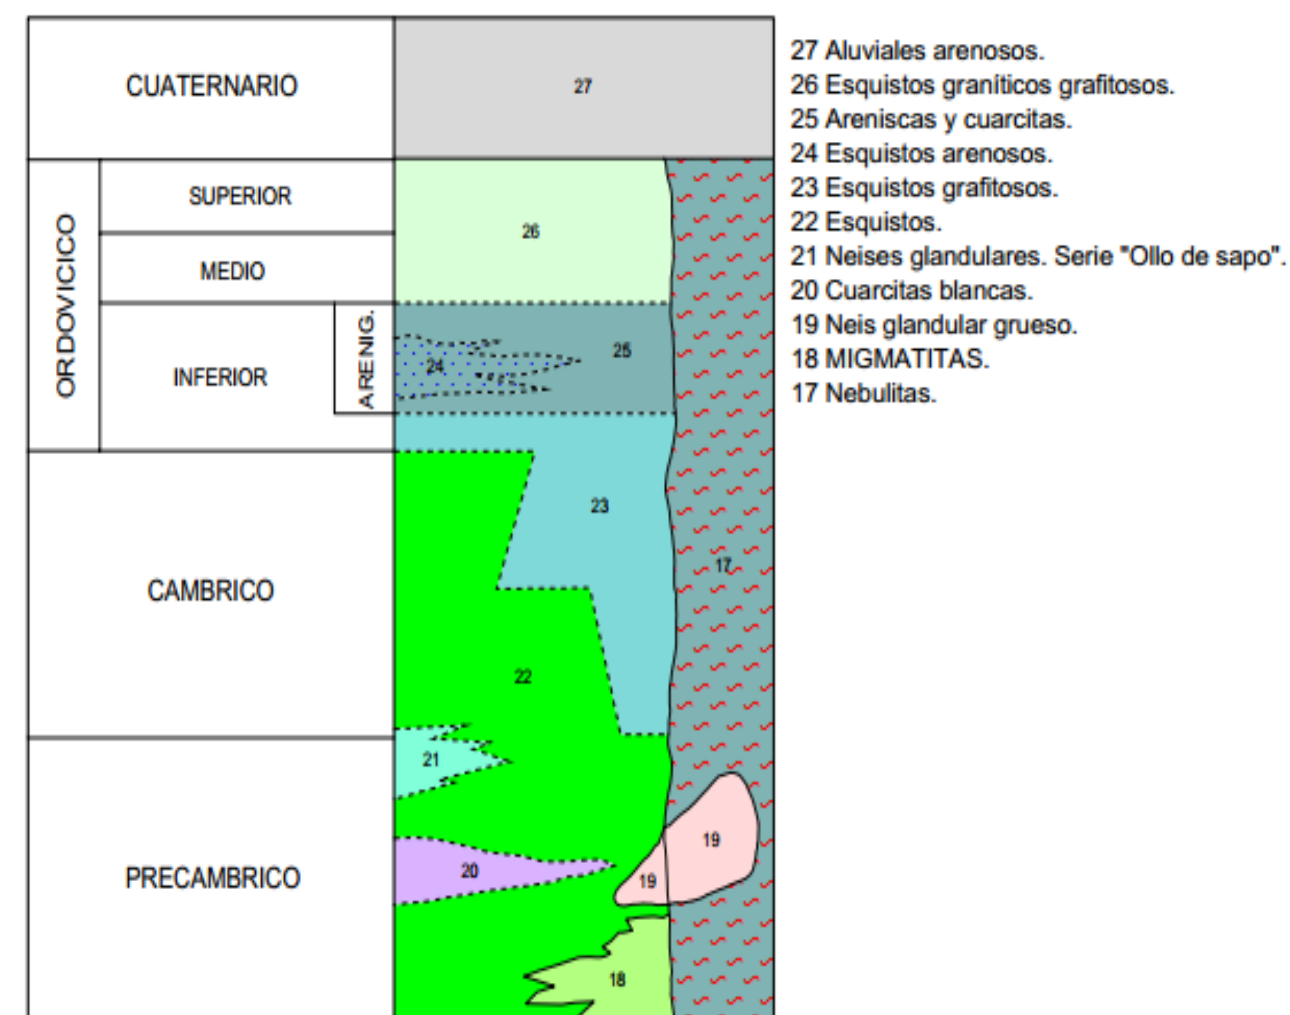 CUATERNARIO
27
ORDOVICICO
SUPERIOR
MEDIO
INFERIOR
ARENIG.
26
25
24
23
17
CAMBRICO
22
21
PRECAMBRICO
20
19
19
18
27 Aluviales arenosos.
26 Esquistos graníticos grafitosos.
25 Areniscas y cuarcitas.
24 Esquistos arenosos.
23 Esquistos grafitosos.
22 Esquistos.
21 Neises glandulares. Serie "Ollo de sapo".
20 Cuarcitas blancas.
19 Neis glandular grueso.
18 MIGMATITAS.
17 Nebulitas.